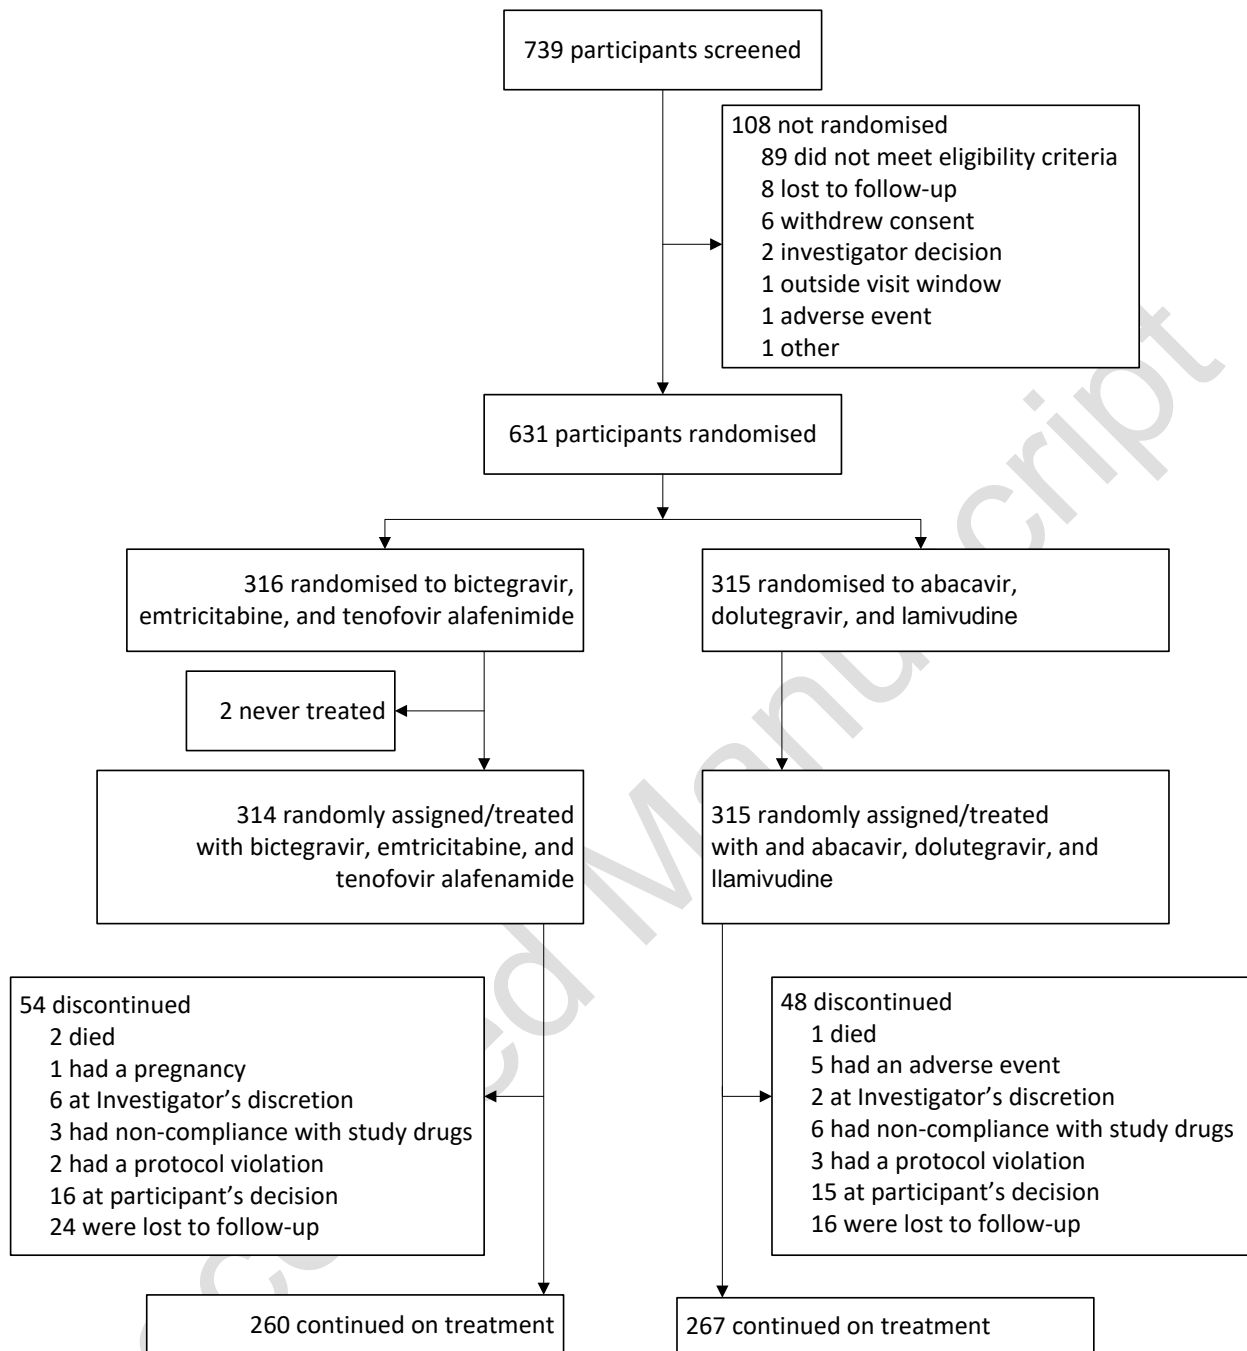 739 participants screened
108 not randomised
89 did not meet eligibility criteria
8 lost to follow-up
6 withdrew consent
2 investigator decision
1 outside visit window
1 adverse event
1 other
631 participants randomised
316 randomised to bictegravir,
emtricitabine, and tenofovir alafenimide
315 randomised to abacavir,
dolutegravir, and lamivudine
2 never treated
314 randomly assigned/treated
with bictegravir, emtricitabine, and
tenofovir alafenamide
315 randomly assigned/treated
with and abacavir, dolutegravir, and
llamivudine
54 discontinued
2 died
1 had a pregnancy
6 at Investigator’s discretion
3 had non-compliance with study drugs
2 had a protocol violation
16 at participant’s decision
24 were lost to follow-up
48 discontinued
1 died
5 had an adverse event
2 at Investigator’s discretion
6 had non-compliance with study drugs
3 had a protocol violation
15 at participant’s decision
16 were lost to follow-up
260 continued on treatment
267 continued on treatment
Manuscript